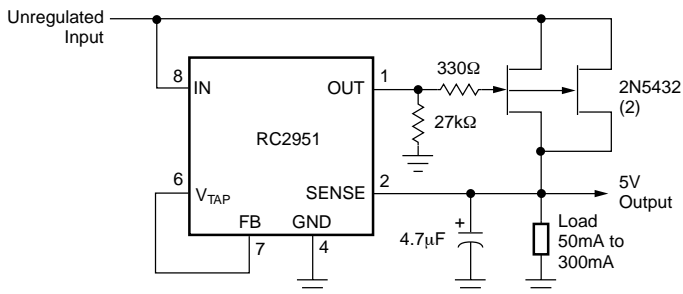 Unregulated
Input
8
IN
OUT
1
330Ω
27kΩ
2N5432
(2)
RC2951
6
VTAP
SENSE
2
5V
Output
FB
GND
7
4
4.7μF
+
Load
50mA to
300mA